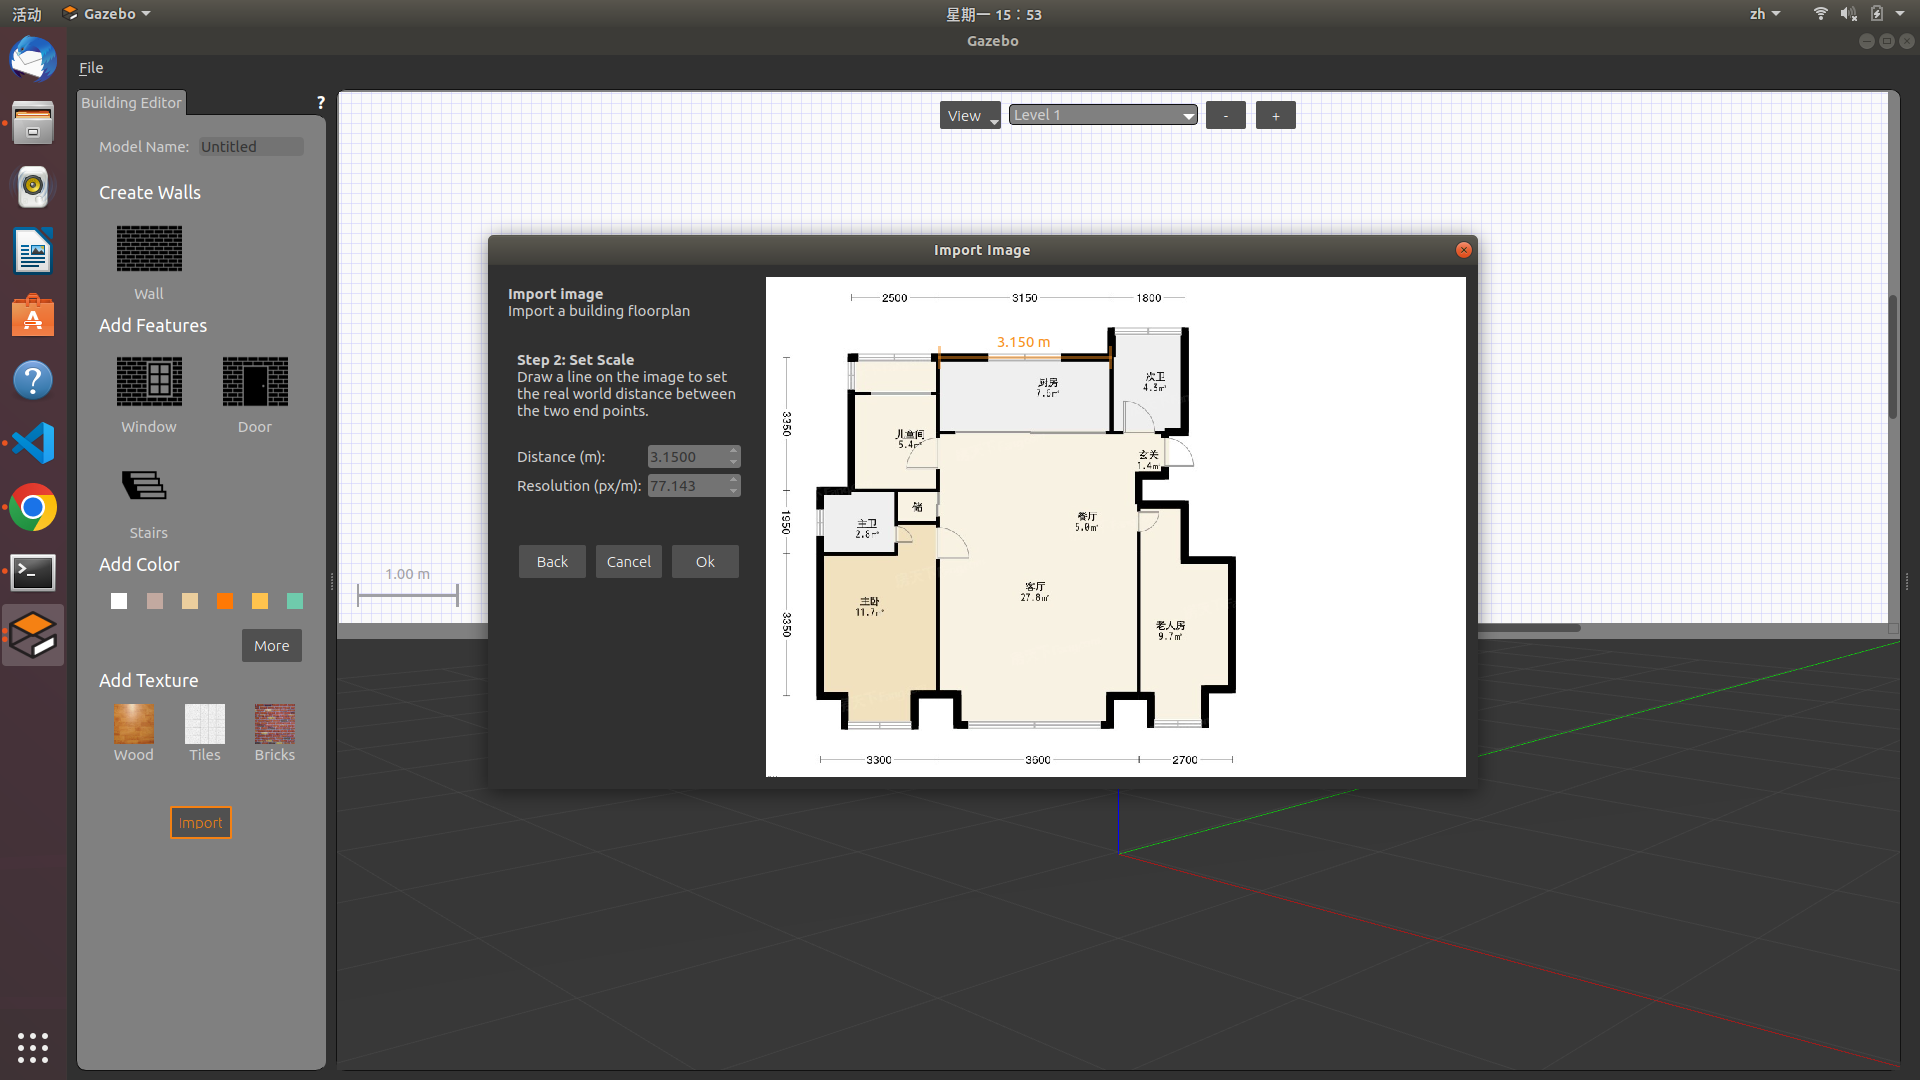 活动
Gazebo
星期一 15：53
zh
Gazebo
File
Building Editor
?
Model Name: Untitled
Create Walls
Wall
Add Features
Window
Door
Stairs
Add Color
More
Add Texture
Wood
Tiles
Bricks
Import
View
Level 1
-
+
1.00 m
Import Image
Import image
Import a building floorplan
Step 2: Set Scale
Draw a line on the image to set
the real world distance between
the two end points.
Distance (m): 3.1500
Resolution (px/m): 77.143
Back
Cancel
Ok
2500
3150
1800
3.150 m
3350
1950
3350
厨房
7.6㎡
次卫
4.3㎡
儿童间
5.4㎡
玄关
1.4㎡
储
主卫
2.8㎡
餐厅
5.0㎡
客厅
27.8㎡
主卧
11.7㎡
老人房
9.7㎡
3300
3600
2700